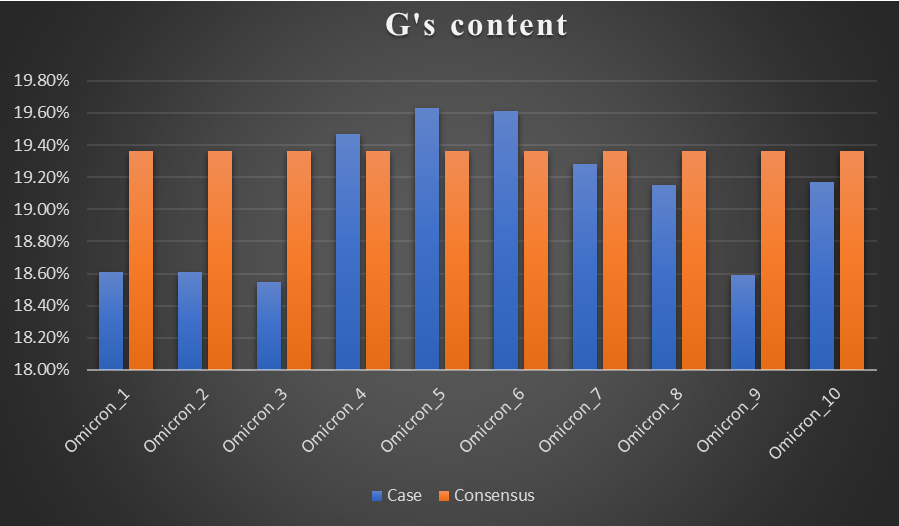 G's content
19.80%
19.60%
19.40%
19.20%
19.00%
18.80%
18.60%
18.40%
18.20%
18.00%
Omicron_1
Omicron_2
Omicron_3
Omicron_4
Omicron_5
Omicron_6
Omicron_7
Omicron_8
Omicron_9
Omicron_10
Case
Consensus